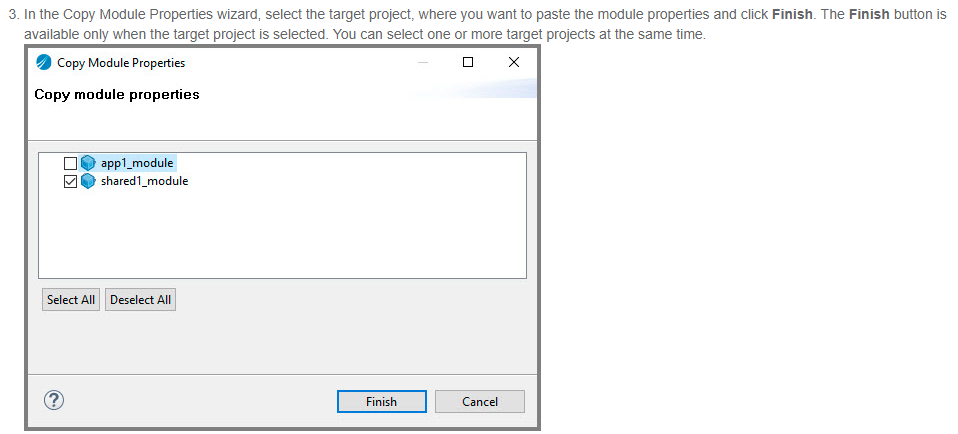 3. In the Copy Module Properties wizard, select the target project, where you want to paste the module properties and click Finish. The Finish button is
available only when the target project is selected. You can select one or more target projects at the same time.
Copy Module Properties
Copy module properties
app1_module
shared1_module
Select All Deselect All
? Finish Cancel